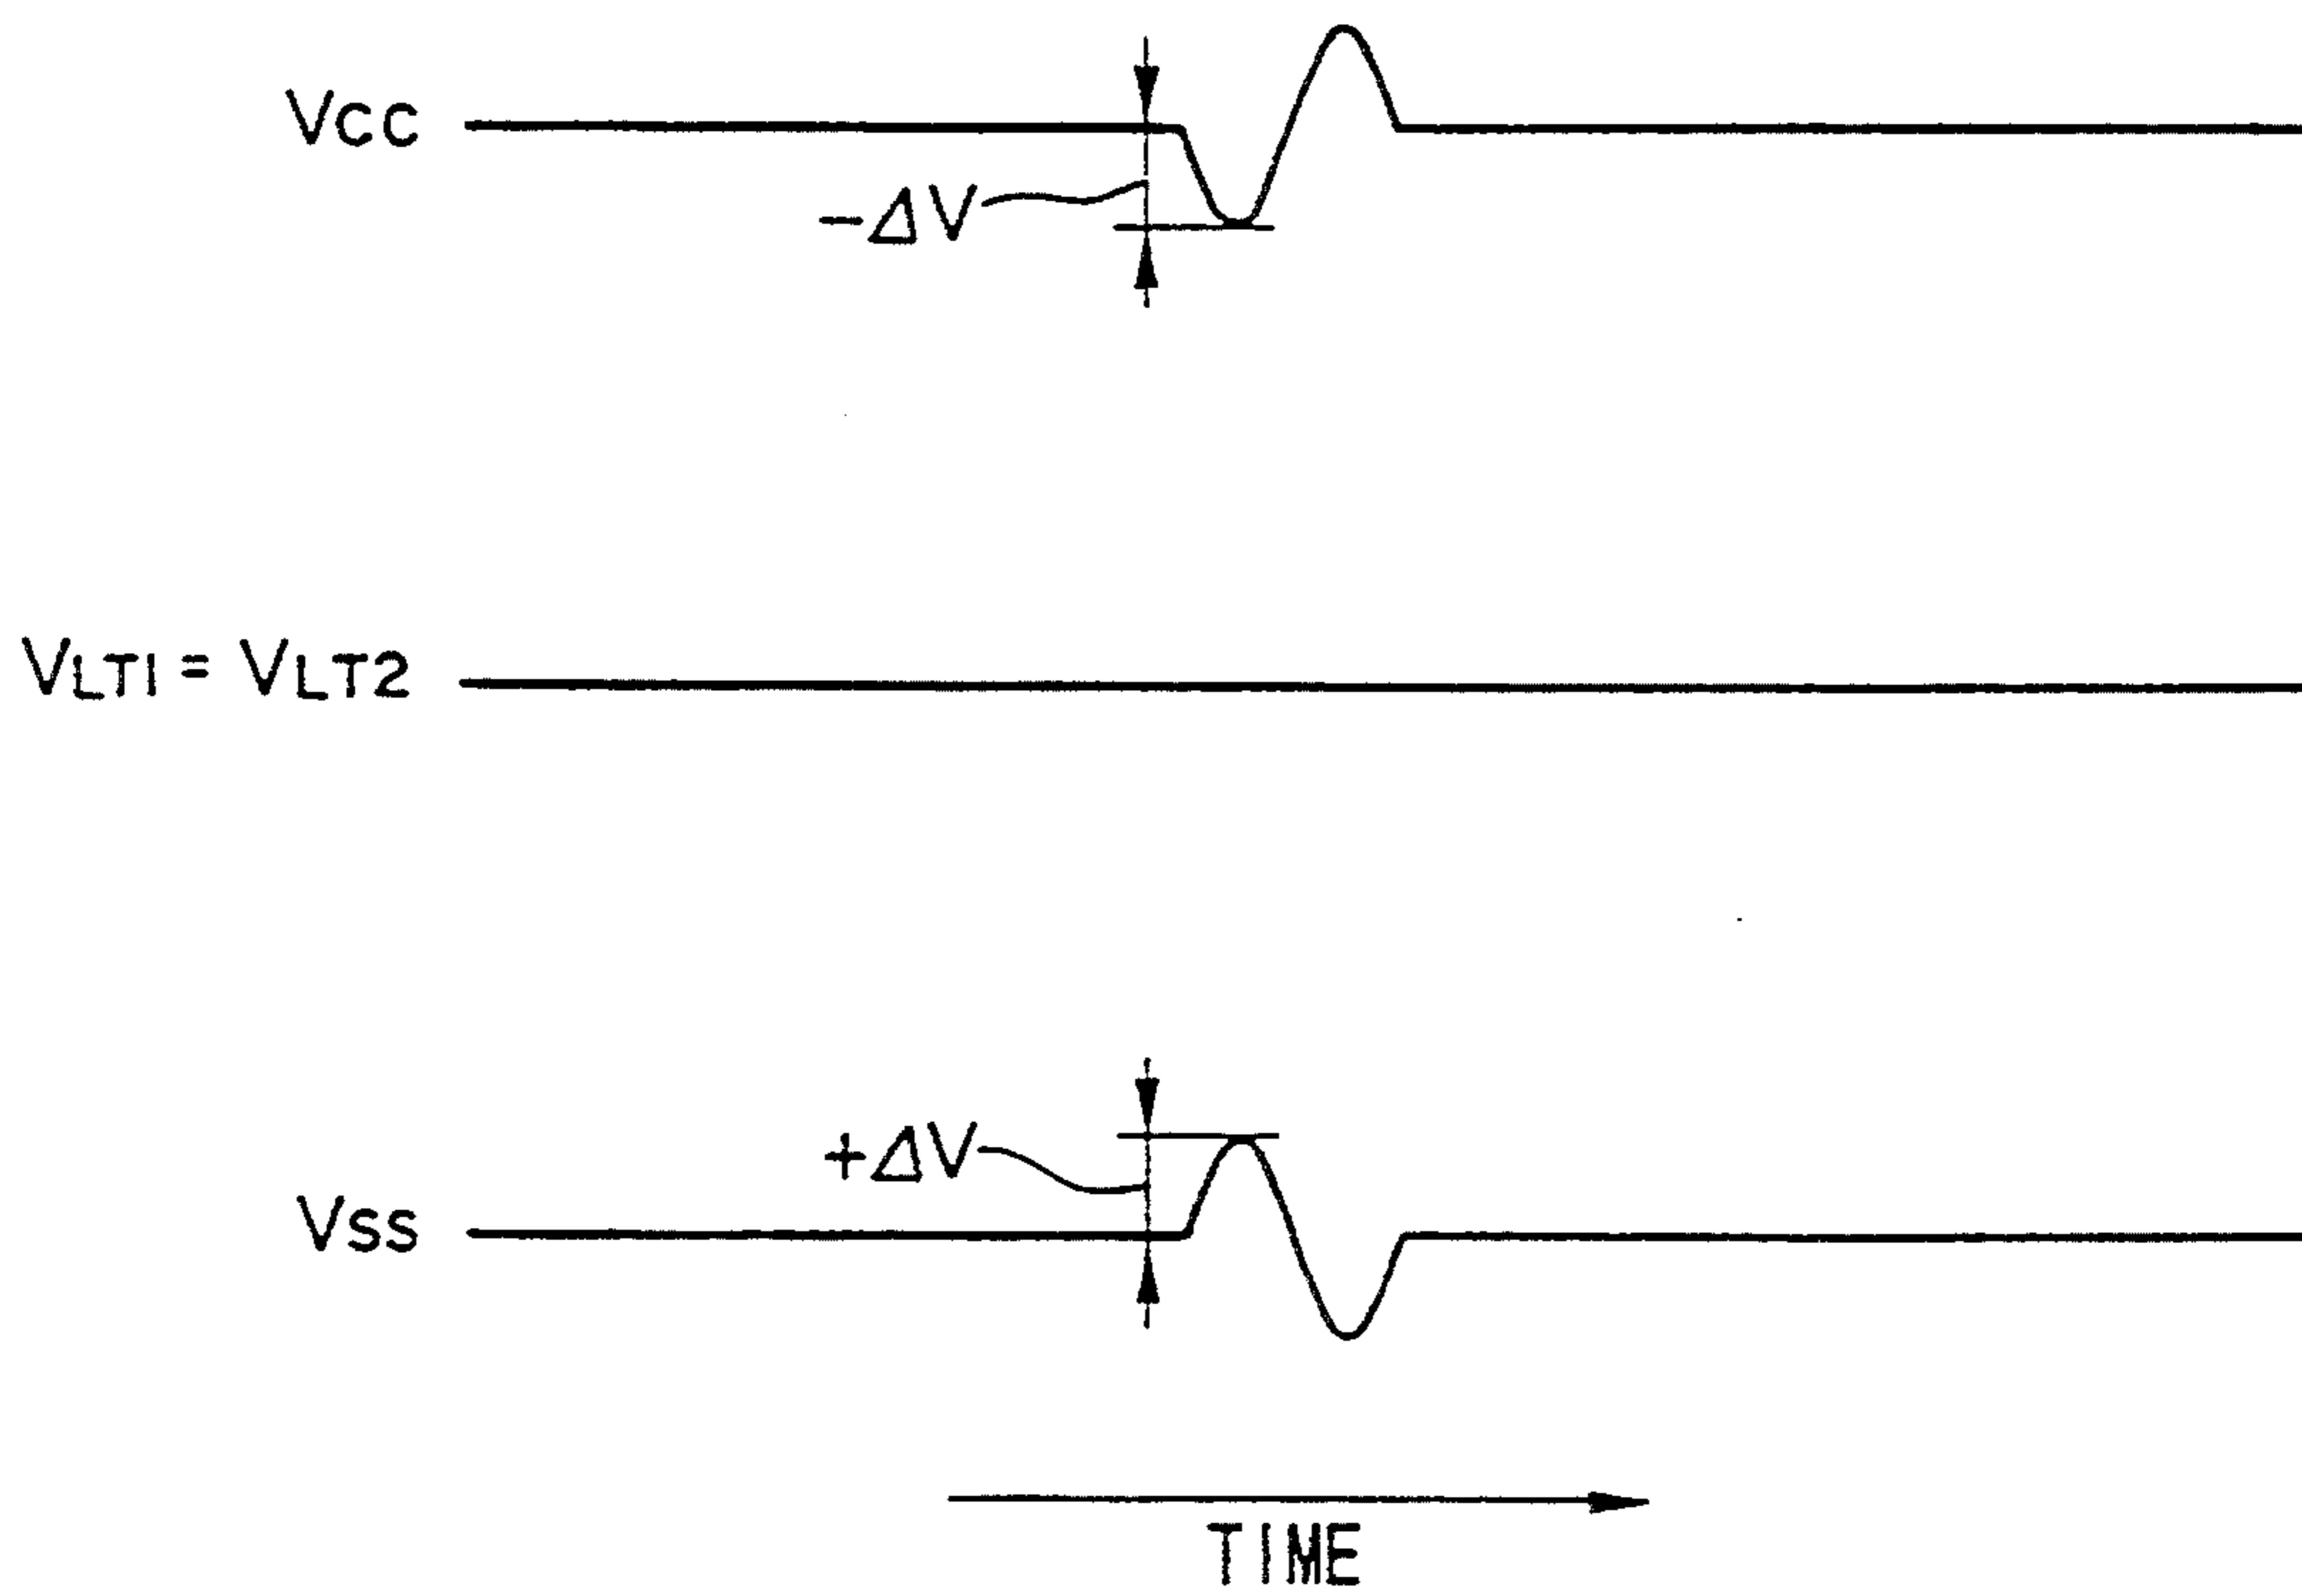 VCC
-ΔV
VLT1 = VLT2
+ΔV
VSS
TIME